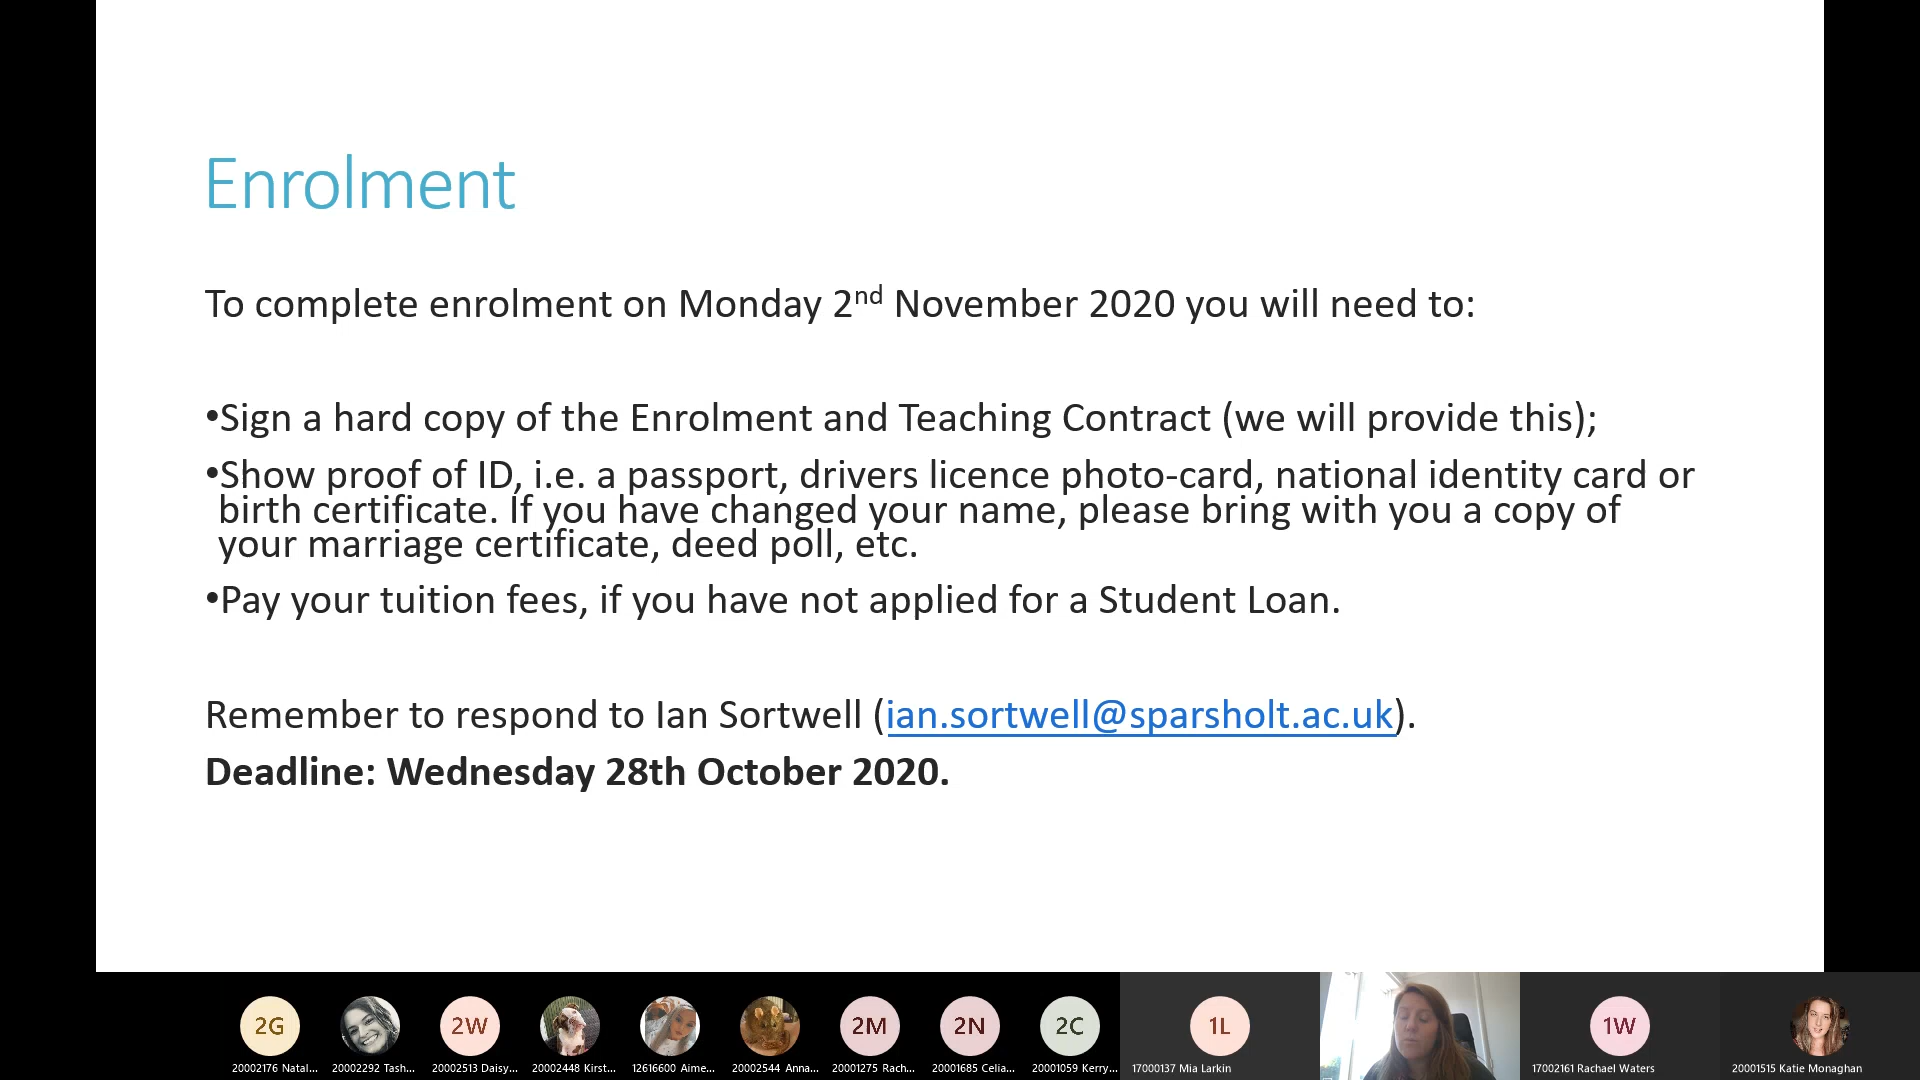 Enrolment
To complete enrolment on Monday 2nd November 2020 you will need to:
•Sign a hard copy of the Enrolment and Teaching Contract (we will provide this);
•Show proof of ID, i.e. a passport, drivers licence photo-card, national identity card or
birth certificate. If you have changed your name, please bring with you a copy of
your marriage certificate, deed poll, etc.
•Pay your tuition fees, if you have not applied for a Student Loan.
Remember to respond to Ian Sortwell (ian.sortwell@sparsholt.ac.uk).
Deadline: Wednesday 28th October 2020.
2G 2W 2M 2N 2C 1L 1W
20002176 Natal... 20002292 Tash... 20002513 Daisy... 20002448 Kirst... 12616600 Aime... 20002544 Anna... 20001275 Rach... 20001685 Celia... 20001059 Kerry... 17000137 Mia Larkin 17002161 Rachael Waters 20001515 Katie Monaghan